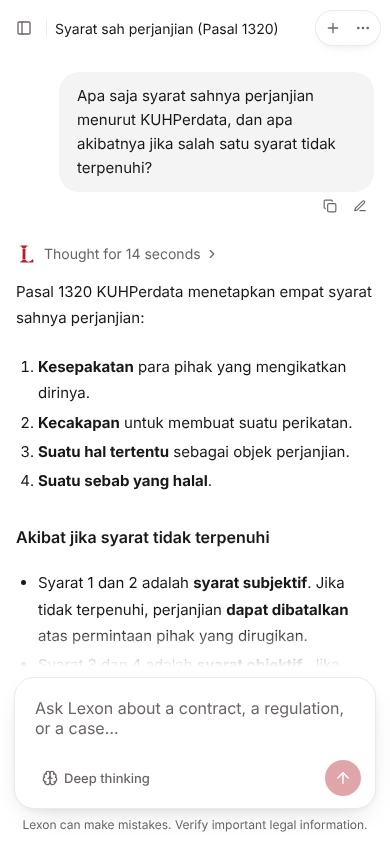 Syarat sah perjanjian (Pasal 1320)
Apa saja syarat sahnya perjanjian
menurut KUHPerdata, dan apa
akibatnya jika salah satu syarat tidak
terpenuhi?
L Thought for 14 seconds
Pasal 1320 KUHPerdata menetapkan empat syarat
sahnya perjanjian:
1. Kesepakatan para pihak yang mengikatkan
dirinya.
2. Kecakapan untuk membuat suatu perikatan.
3. Suatu hal tertentu sebagai objek perjanjian.
4. Suatu sebab yang halal.
Akibat jika syarat tidak terpenuhi
• Syarat 1 dan 2 adalah syarat subjektif. Jika
tidak terpenuhi, perjanjian dapat dibatalkan
atas permintaan pihak yang dirugikan.
• Syarat 3 dan 4 adalah syarat objektif. Jika
Ask Lexon about a contract, a regulation,
or a case...
Deep thinking
Lexon can make mistakes. Verify important legal information.